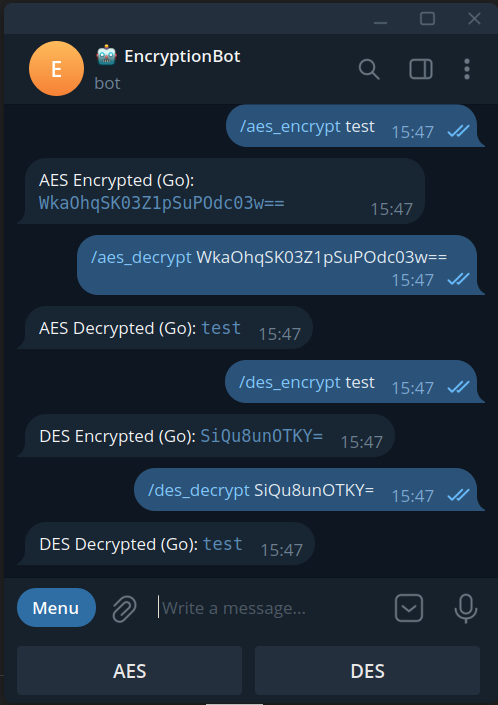 E
🤖 EncryptionBot
bot
/aes_encrypt test 15:47
AES Encrypted (Go):
WkaOhqSK03Z1pSuPOdc03w== 15:47
/aes_decrypt WkaOhqSK03Z1pSuPOdc03w==
15:47
AES Decrypted (Go): test 15:47
/des_encrypt test 15:47
DES Encrypted (Go): SiQu8unOTKY= 15:47
/des_decrypt SiQu8unOTKY= 15:47
DES Decrypted (Go): test 15:47
Menu
Write a message...
AES
DES